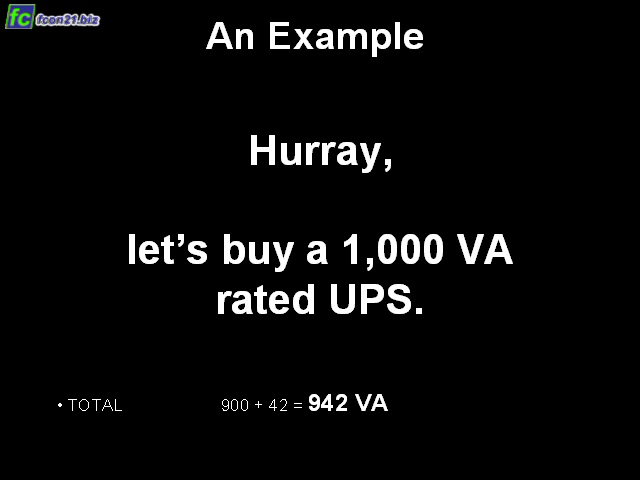 fc fcon21.biz
An Example
Hurray,
let’s buy a 1,000 VA
rated UPS.
• TOTAL 900 + 42 = 942 VA